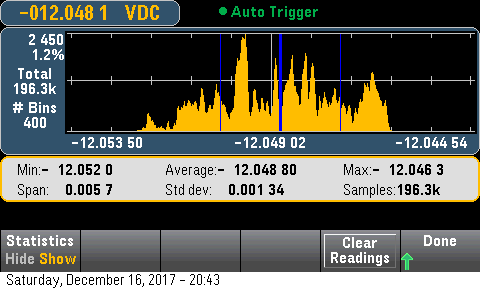 -012.048 1 VDC
Auto Trigger
2 450
1.2%
Total
196.3k
# Bins
400
-12.053 50 -12.049 02 -12.044 54
Min:- 12.052 0 Average:- 12.048 80 Max:- 12.046 3
Span: 0.005 7 Std dev: 0.001 34 Samples:196.3k
Statistics
Hide Show
Clear
Readings
Done
Saturday, December 16, 2017 - 20:43